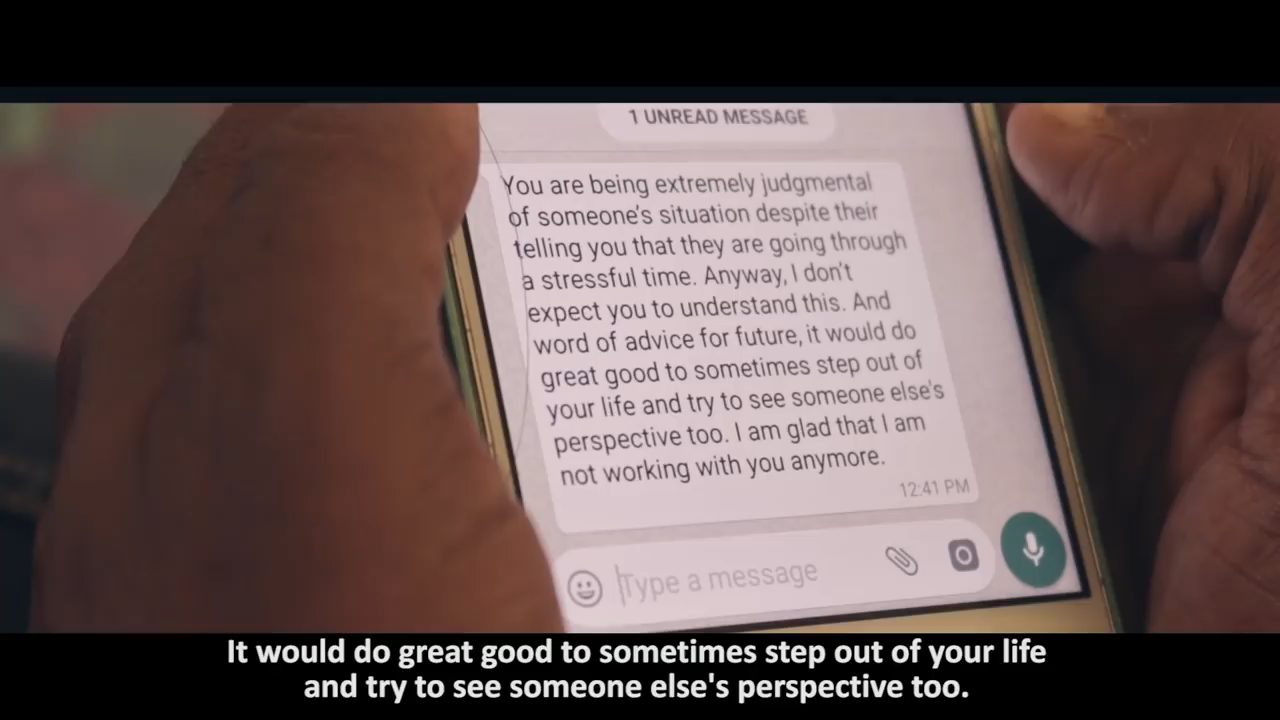 1 UNREAD MESSAGE
You are being extremely judgmental
of someone's situation despite their
telling you that they are going through
a stressful time. Anyway, I don't
expect you to understand this. And
word of advice for future, it would do
great good to sometimes step out of
your life and try to see someone else's
perspective too. I am glad that I am
not working with you anymore.
12:41 PM
Type a message
It would do great good to sometimes step out of your life
and try to see someone else's perspective too.